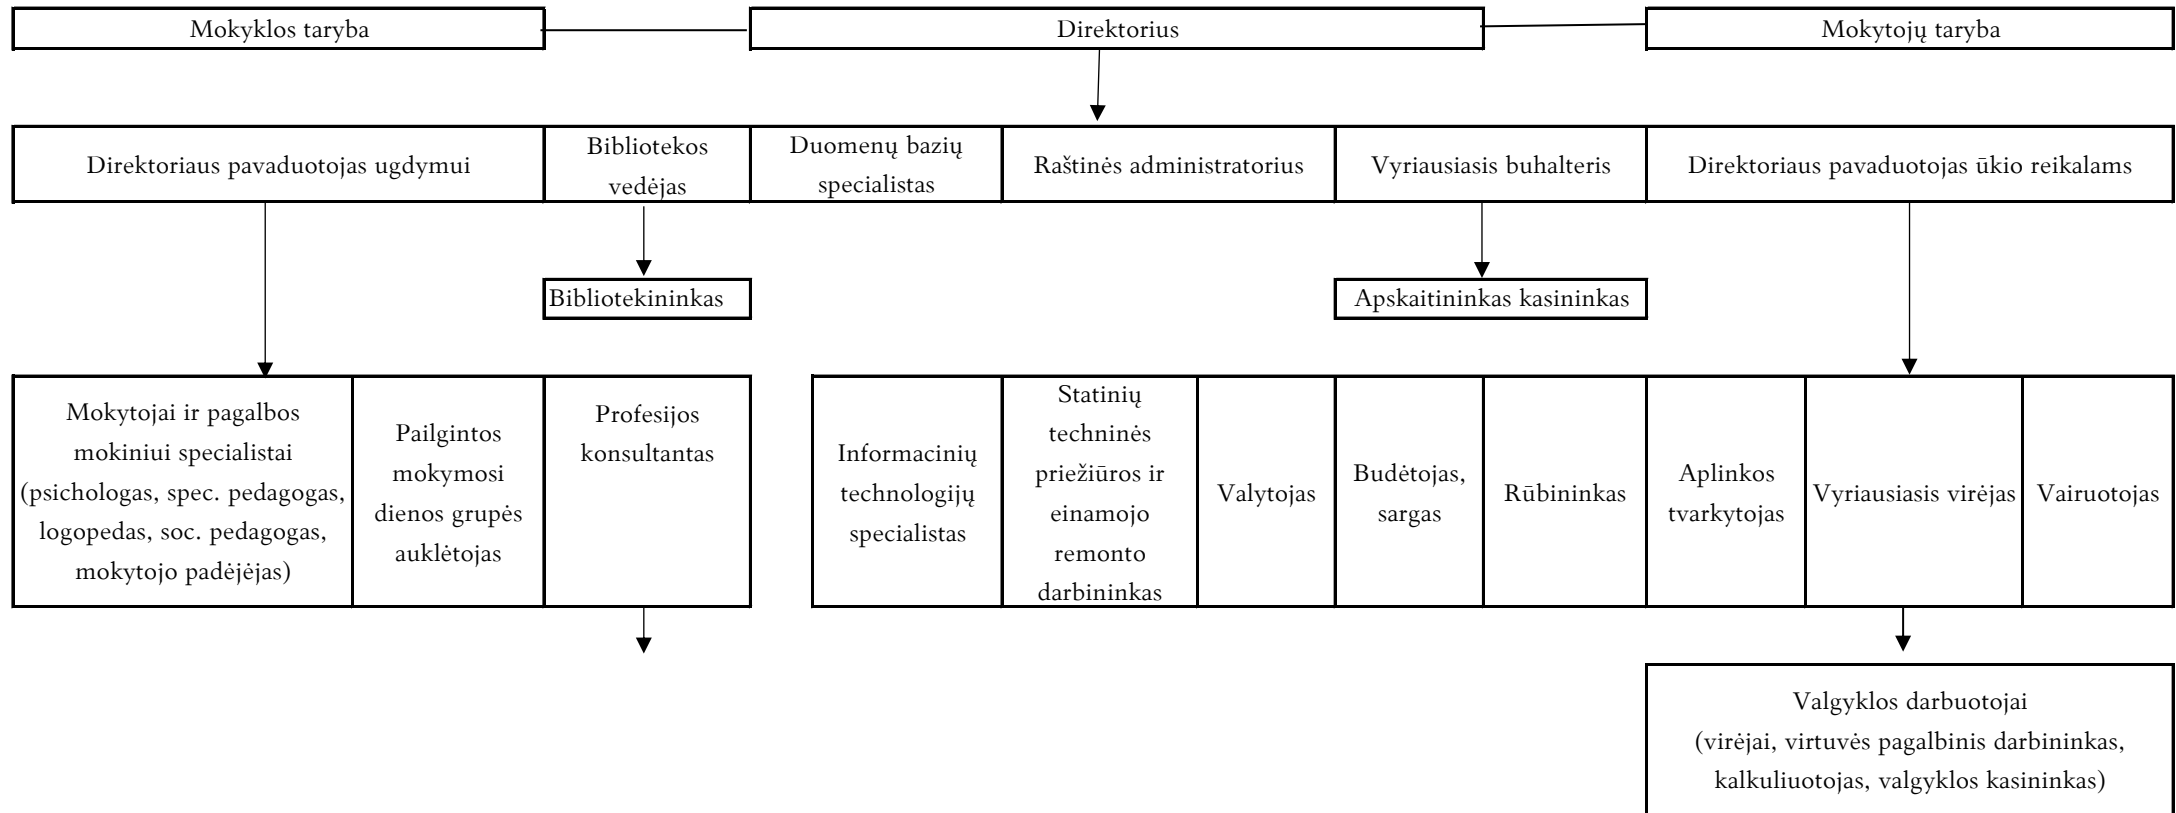 Mokyklos taryba
Direktorius
Mokytojų taryba
Direktoriaus pavaduotojas ugdymui
Bibliotekos
vedėjas
Duomenų bazių
specialistas
Raštinės administratorius
Vyriausiasis buhalteris
Direktoriaus pavaduotojas ūkio reikalams
Bibliotekininkas
Apskaitininkas kasininkas
Mokytojai ir pagalbos
mokiniui specialistai
(psichologas, spec. pedagogas,
logopedas, soc. pedagogas,
mokytojo padėjėjas)
Pailgintos
mokymosi
dienos grupės
auklėtojas
Profesijos
konsultantas
Informacinių
technologijų
specialistas
Statinių
techninės
priežiūros ir
einamojo
remonto
darbininkas
Valytojas
Budėtojas,
sargas
Rūbininkas
Aplinkos
tvarkytojas
Vyriausiasis virėjas
Vairuotojas
Valgyklos darbuotojai
(virėjai, virtuvės pagalbinis darbininkas,
kalkuliuotojas, valgyklos kasininkas)